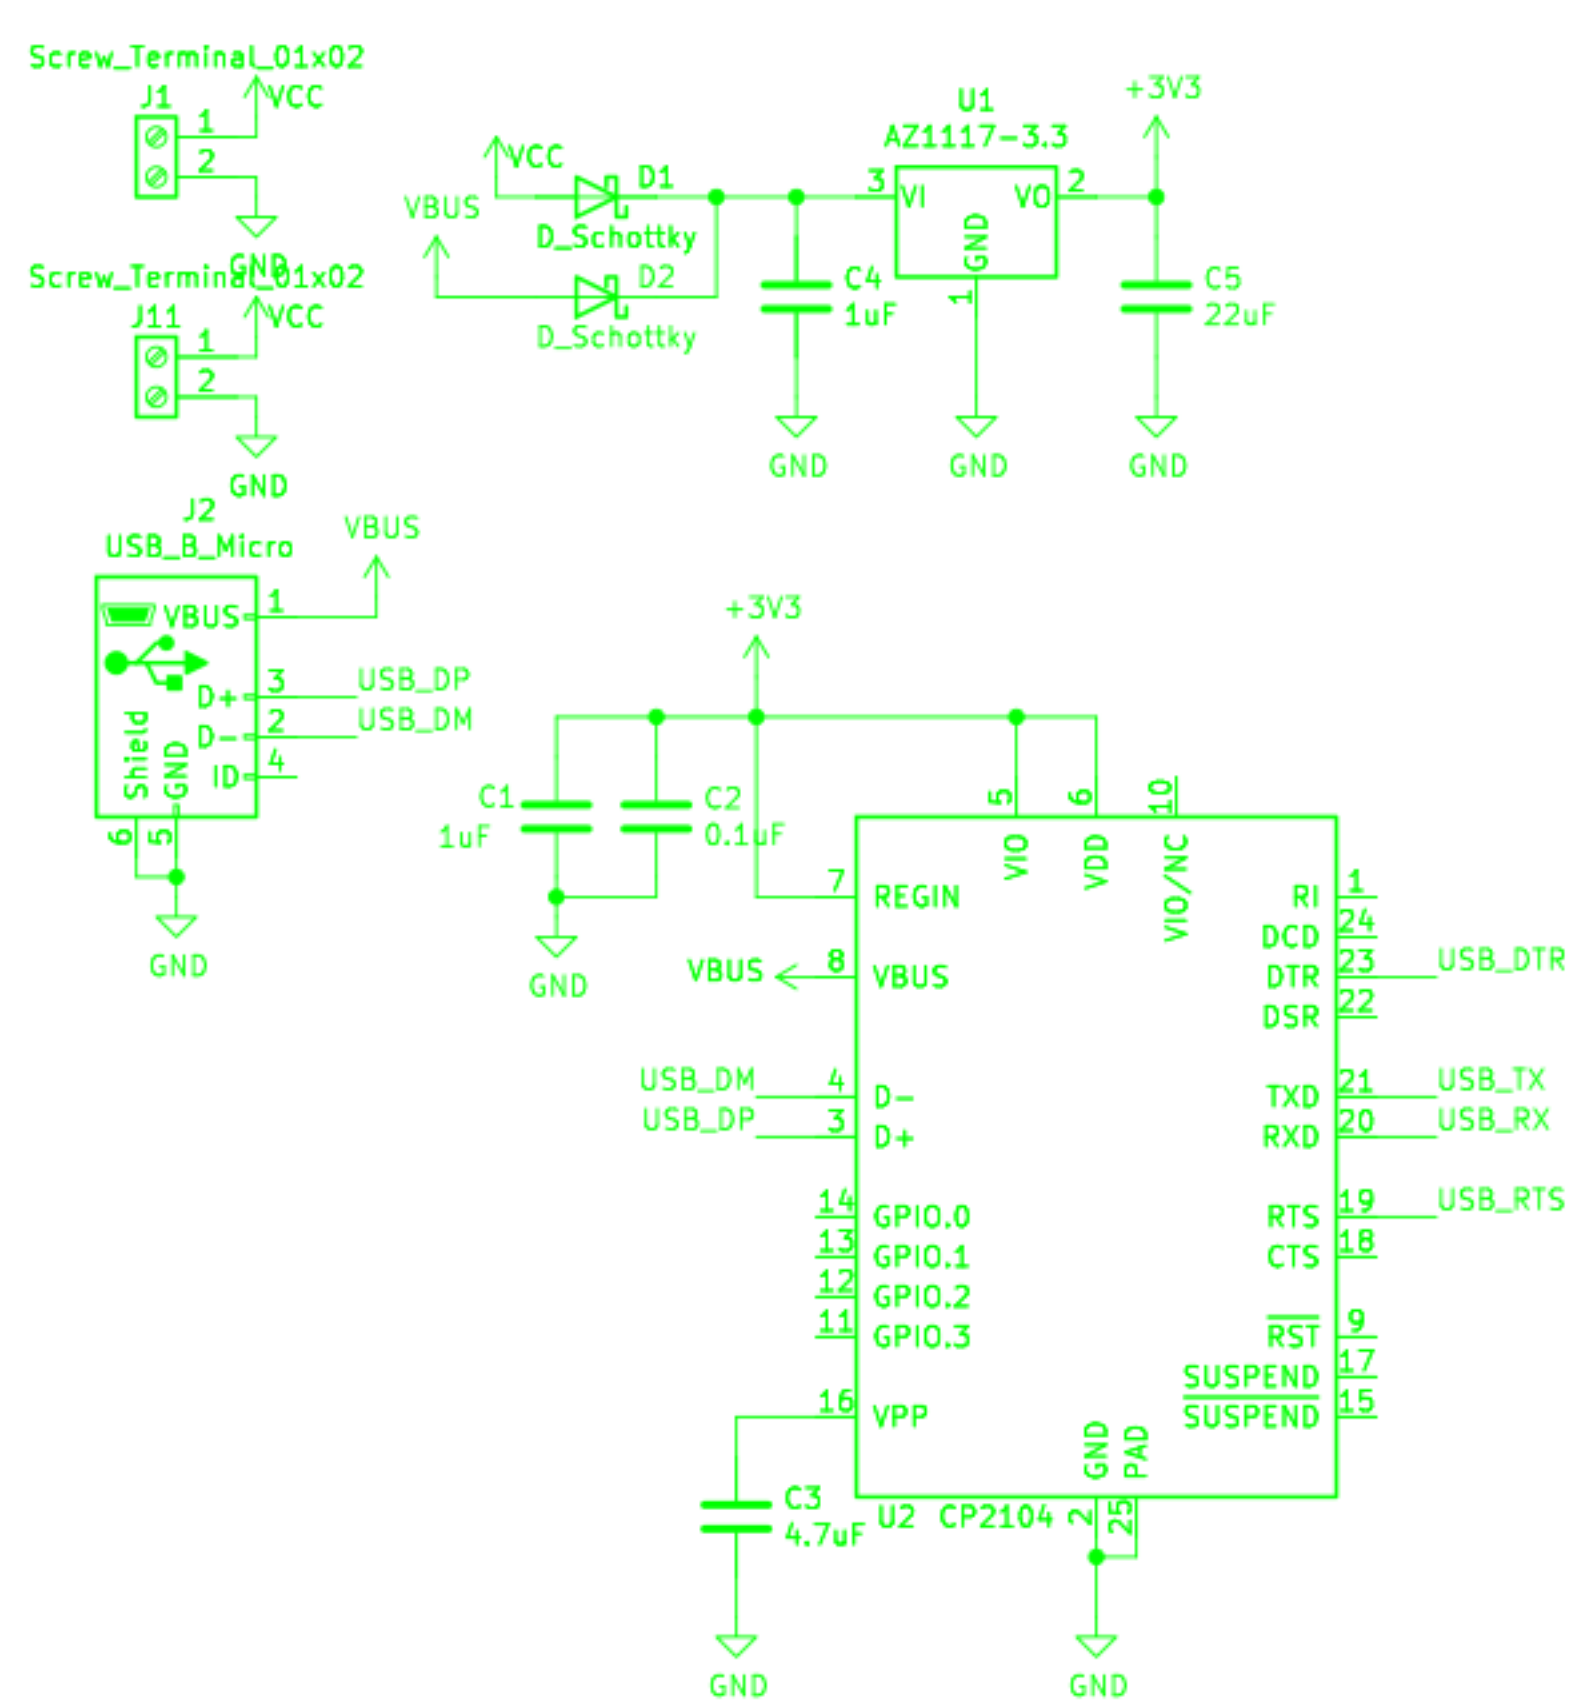 Screw_Terminal_01x02
J1
VCC
1
2
GND
Screw_Terminal_01x02
J11
VCC
1
2
GND
J2
USB_B_Micro
VBUS
VBUS
1
D+
3
USB_DP
D-
2
USB_DM
ID
4
Shield
GND
6
5
GND
VCC
D1
D_Schottky
VBUS
D2
D_Schottky
U1
AZ1117-3.3
3
VI
VO
2
GND
1
+3V3
C4
1uF
C5
22uF
GND
GND
GND
+3V3
C1
1uF
C2
0.1uF
GND
5
6
10
VIO
VDD
VIO/NC
7
REGIN
8
VBUS
VBUS
USB_DM
4
D-
USB_DP
3
D+
14
GPIO.0
13
GPIO.1
12
GPIO.2
11
GPIO.3
16
VPP
RI
1
DCD
24
DTR
23
USB_DTR
DSR
22
TXD
21
USB_TX
RXD
20
USB_RX
RTS
19
USB_RTS
CTS
18
RST
9
SUSPEND
17
SUSPEND
15
GND
PAD
U2 CP2104
2
25
C3
4.7uF
GND
GND